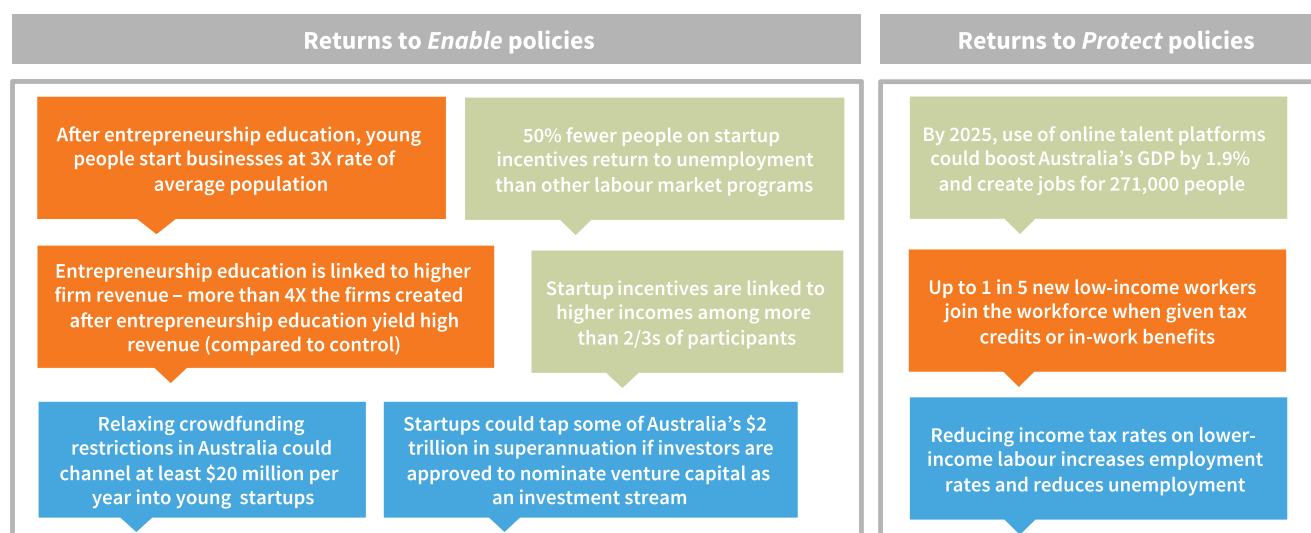 Returns to Enable policies
After entrepreneurship education, young
people start businesses at 3X rate of
average population
50% fewer people on startup
incentives return to unemployment
than other labour market programs
Entrepreneurship education is linked to higher
firm revenue – more than 4X the firms created
after entrepreneurship education yield high
revenue (compared to control)
Startup incentives are linked to
higher incomes among more
than 2/3s of participants
Relaxing crowdfunding
restrictions in Australia could
channel at least $20 million per
year into young startups
Startups could tap some of Australia’s $2
trillion in superannuation if investors are
approved to nominate venture capital as
an investment stream
Returns to Protect policies
By 2025, use of online talent platforms
could boost Australia’s GDP by 1.9%
and create jobs for 271,000 people
Up to 1 in 5 new low-income workers
join the workforce when given tax
credits or in-work benefits
Reducing income tax rates on lower-
income labour increases employment
rates and reduces unemployment